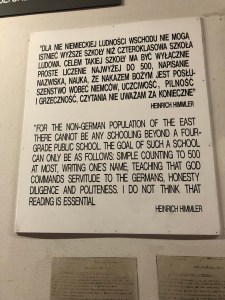 "DLA NIE NIEMIECKIEJ LUDNOŚCI WSCHODU NIE MOGĄ
ISTNIEĆ WYŻSZE SZKOŁY NIŻ CZTEROKLASOWA SZKOŁA
LUDOWA. CELEM TAKIEJ SZKOŁY MA BYĆ WYŁĄCZNIE
PROSTE LICZENIE NAJWYŻEJ DO 500, NAPISANIE
NAZWISKA, NAUKA, ŻE NAKAZEM BOŻYM JEST POSŁU-
SZEŃSTWO WOBEC NIEMCÓW, UCZCIWOŚĆ, PILNOŚĆ
I GRZECZNOŚĆ. CZYTANIA NIE UWAŻAM ZA KONIECZNE"
HEINRICH HIMMLER
"FOR THE NON-GERMAN POPULATION OF THE EAST
THERE CANNOT BE ANY SCHOOLING BEYOND A FOUR-
GRADE PUBLIC SCHOOL. THE GOAL OF SUCH A SCHOOL
CAN ONLY BE AS FOLLOWS: SIMPLE COUNTING TO 500
AT MOST, WRITING ONE'S NAME, TEACHING THAT GOD
COMMANDS SERVITUDE TO THE GERMANS, HONESTY
DILIGENCE AND POLITENESS. I DO NOT THINK THAT
READING IS ESSENTIAL
HEINRICH HIMMLER